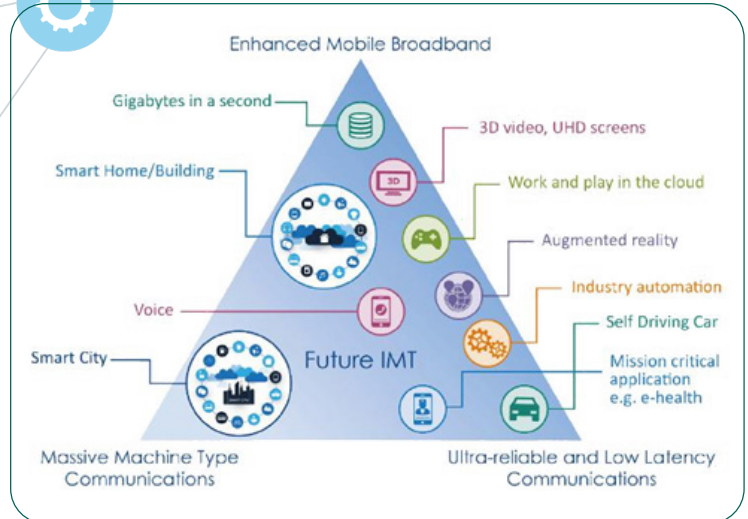 Enhanced Mobile Broadband
Gigabytes in a second
3D video, UHD screens
3D
Smart Home/Building
Work and play in the cloud
Augmented reality
Industry automation
Voice
Self Driving Car
Smart City
Future IMT
Mission critical
application
e.g. e-health
Massive Machine Type
Communications
Ultra-reliable and Low Latency
Communications